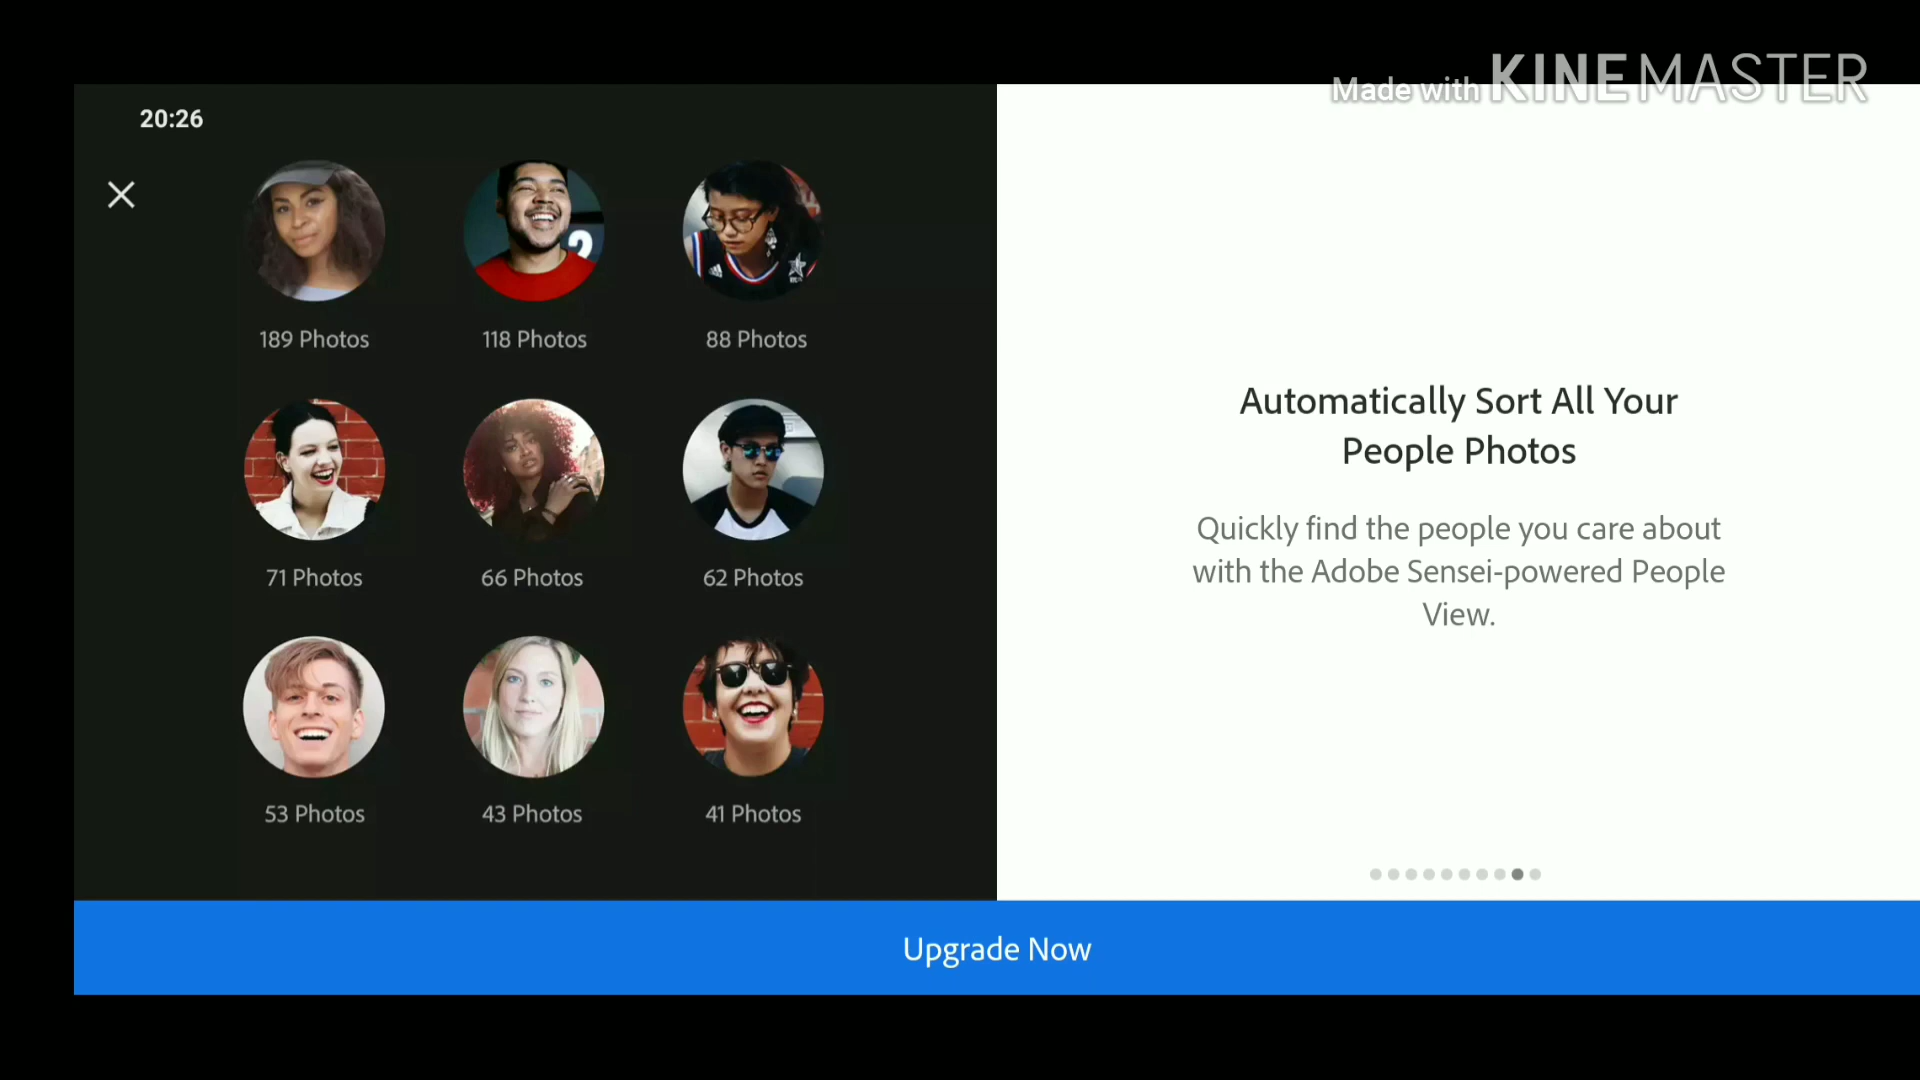 Made with KINEMASTER
20:26
2
189 Photos
118 Photos
88 Photos
71 Photos
66 Photos
62 Photos
53 Photos
43 Photos
41 Photos
Automatically Sort All Your
People Photos
Quickly find the people you care about
with the Adobe Sensei-powered People
View.
Upgrade Now